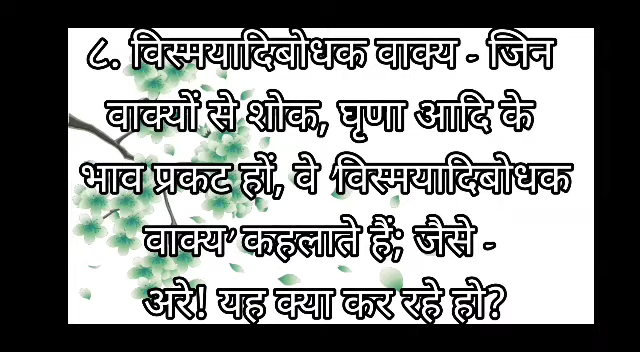 ८. विस्मयादिबोधक वाक्य - जिन
वाक्यों से शोक, घृणा आदि के
भाव प्रकट हों, वे ‘विस्मयादिबोधक
वाक्य’ कहलाते हैं; जैसे -
अरे! यह क्या कर रहे हो?